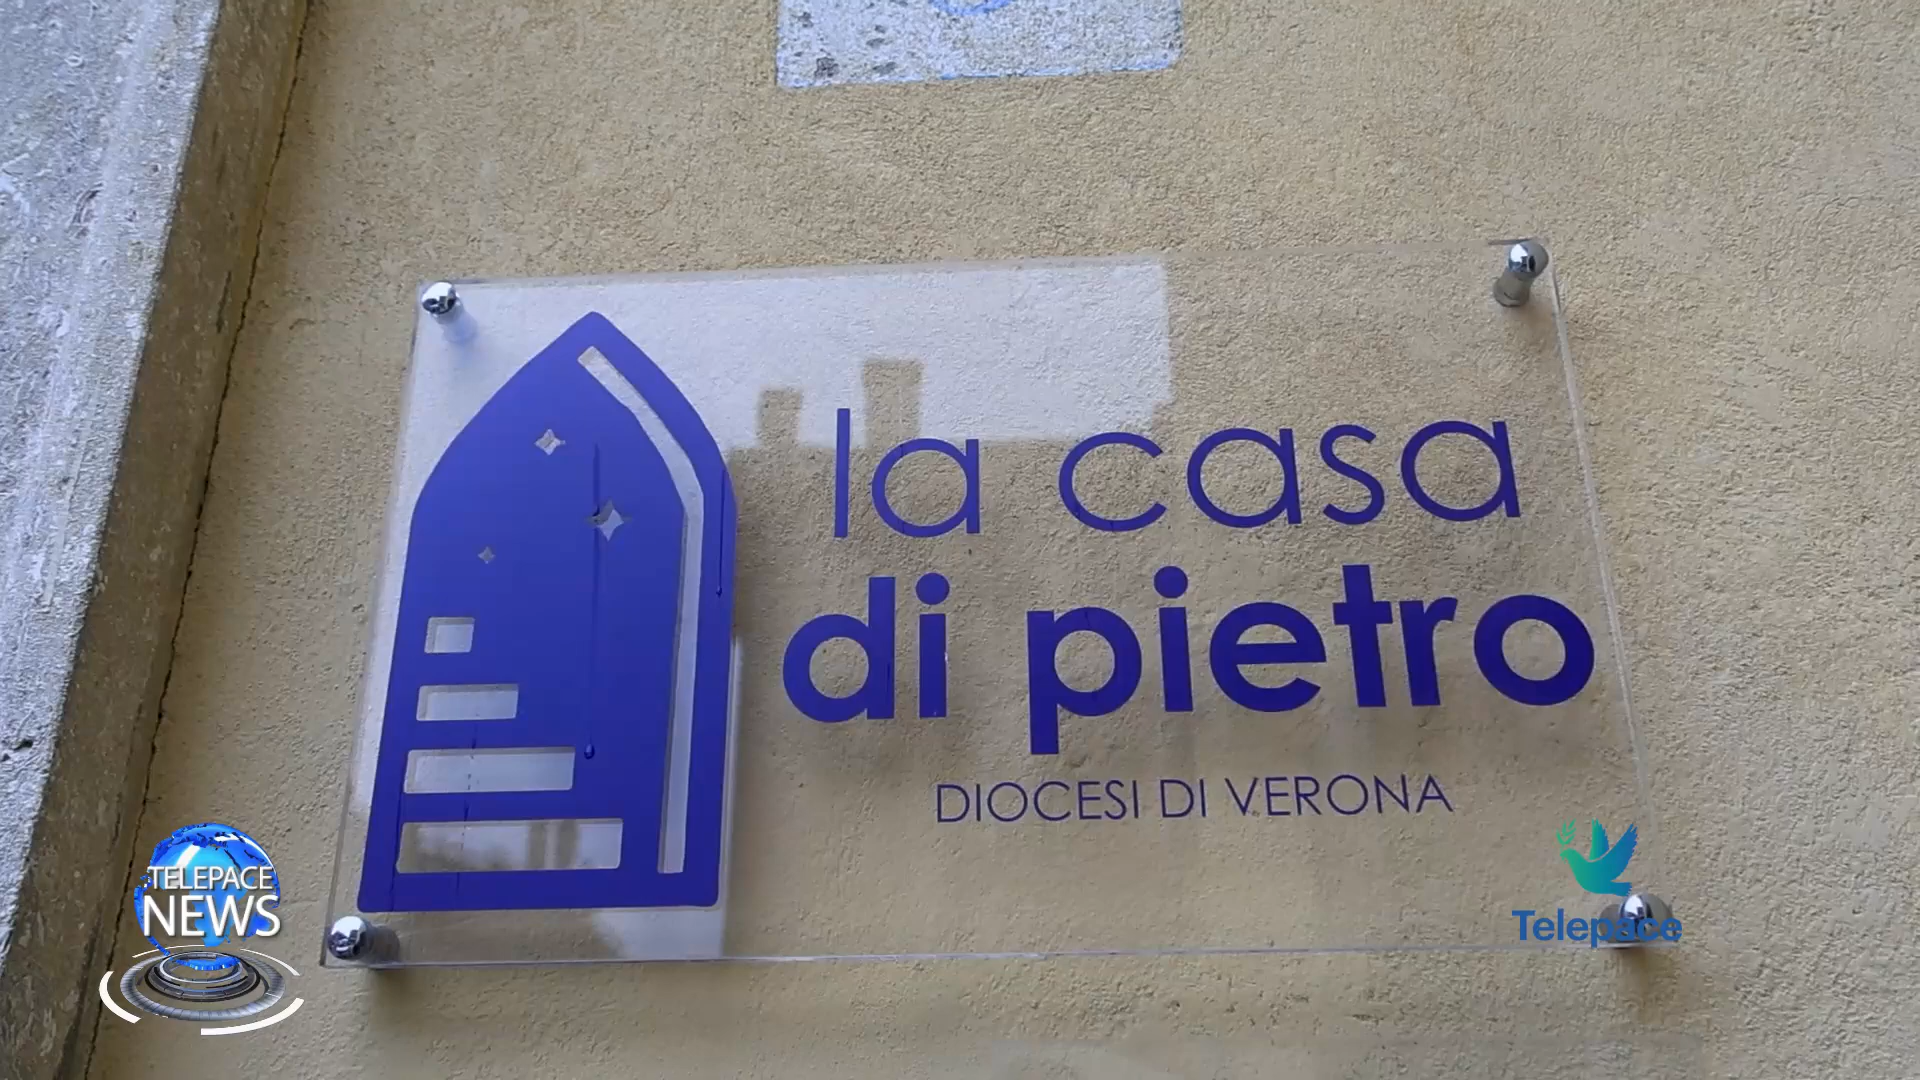 la casa
di pietro
DIOCESI DI VERONA
TELEPACE
NEWS
Telepace